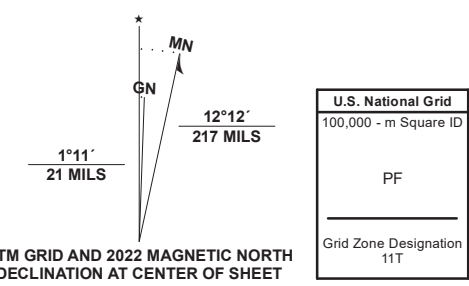 ★
MN
GN
12°12´
217 MILS
1°11´
21 MILS
TM GRID AND 2022 MAGNETIC NORTH
DECLINATION AT CENTER OF SHEET
U.S. National Grid
100,000 - m Square ID
PF
Grid Zone Designation
11T